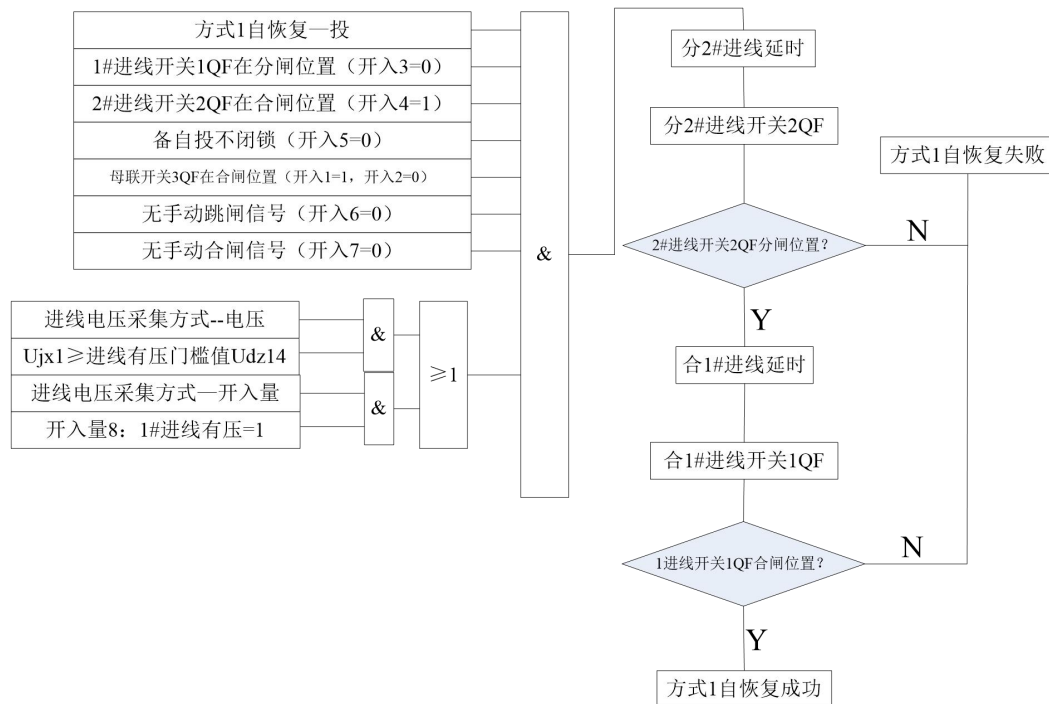 方式1自恢复—投
1#进线开关1QF在分闸位置（开入3=0）
2#进线开关2QF在合闸位置（开入4=1）
备自投不闭锁（开入5=0）
母联开关3QF在合闸位置（开入1=1，开入2=0）
无手动跳闸信号（开入6=0）
无手动合闸信号（开入7=0）
&
进线电压采集方式--电压
Ujx1≥进线有压门槛值Udz14
进线电压采集方式—开入量
开入量8：1#进线有压=1
&
&
≥1
分2#进线延时
分2#进线开关2QF
方式1自恢复失败
2#进线开关2QF分闸位置？
N
Y
合1#进线延时
合1#进线开关1QF
1进线开关1QF合闸位置？
N
Y
方式1自恢复成功